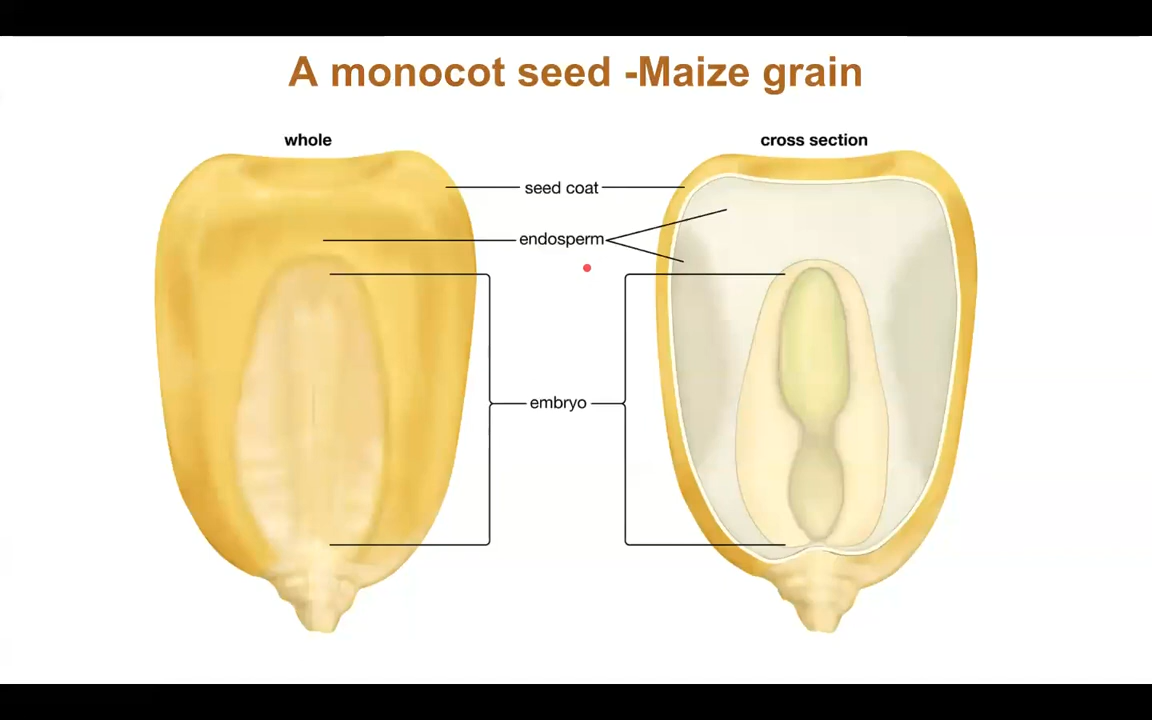 A monocot seed -Maize grain
whole
cross section
seed coat
endosperm
embryo